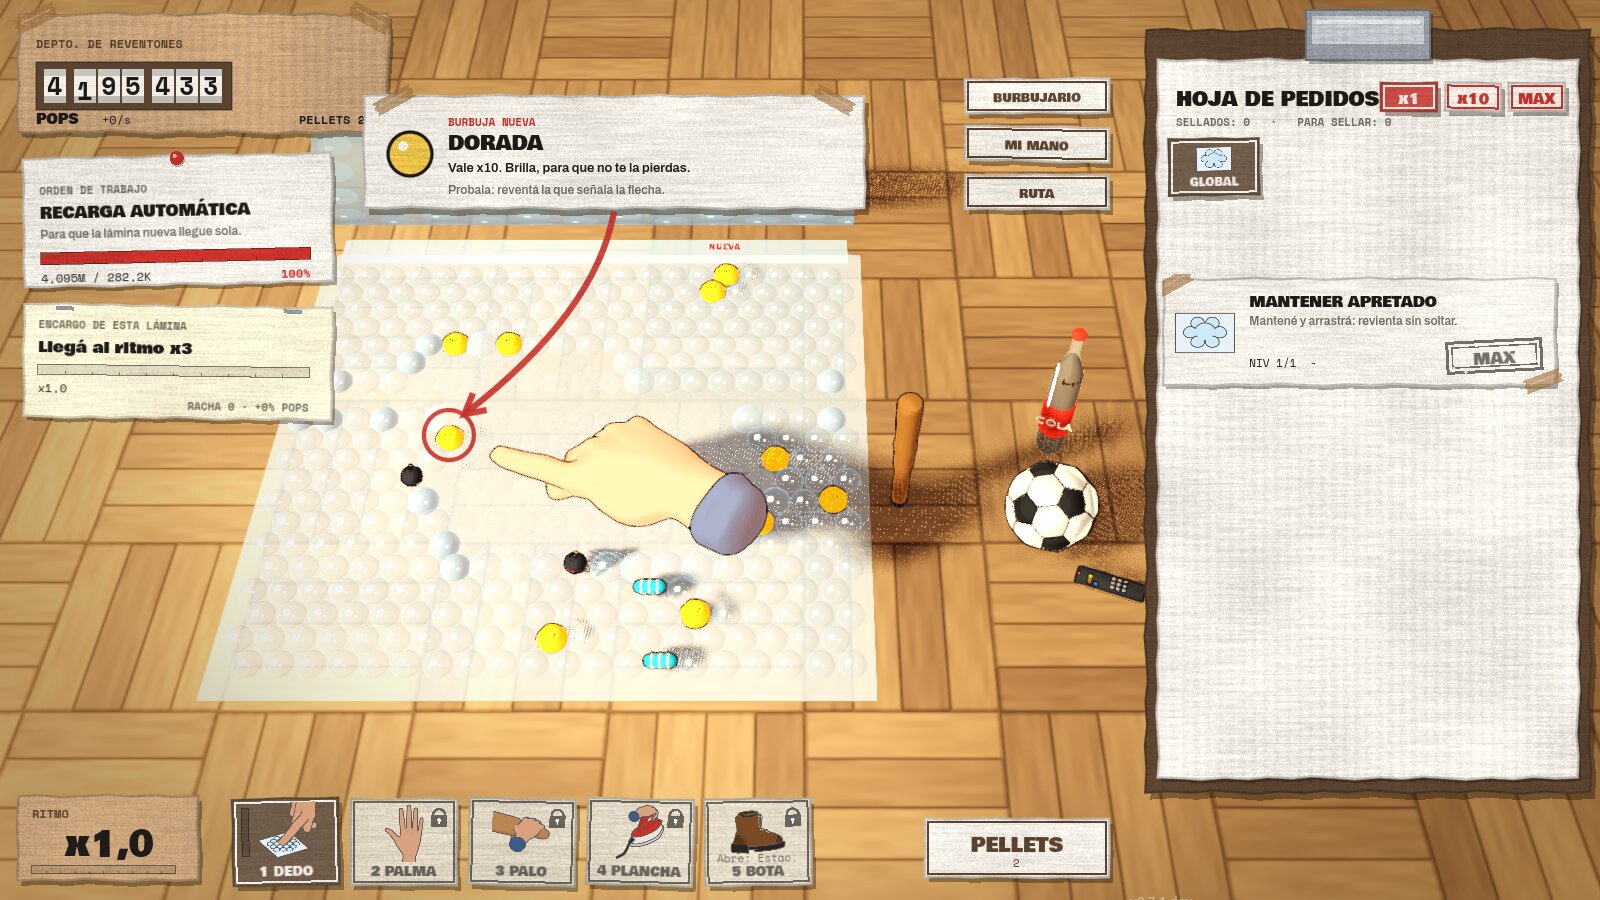 DEPTO. DE REVENTONES
4 195 433
POPS +0/s PELLETS 2
ORDEN DE TRABAJO
RECARGA AUTOMÁTICA
Para que la lámina nueva llegue sola.
4.095M / 282.2K 100%
ENCARGO DE ESTA LÁMINA
Llegá al ritmo x3
x1.0
RACHA 0 · +0% POPS
BURBUJA NUEVA
DORADA
Vale x10. Brilla, para que no te la pierdas.
Probala: reventá la que señala la flecha.
NUEVA
BURBUJARIO
MI MANO
RUTA
HOJA DE PEDIDOS x1 x10 MAX
SELLADOS: 0 · PARA SELLAR: 0
GLOBAL
MANTENER APRETADO
Mantené y arrastrá: revienta sin soltar.
NIV 1/1 -
MAX
COLA
RITMO
x1,0
1 DEDO
2 PALMA
3 PALO
4 PLANCHA
Abre: Estac.
5 BOTA
PELLETS
2